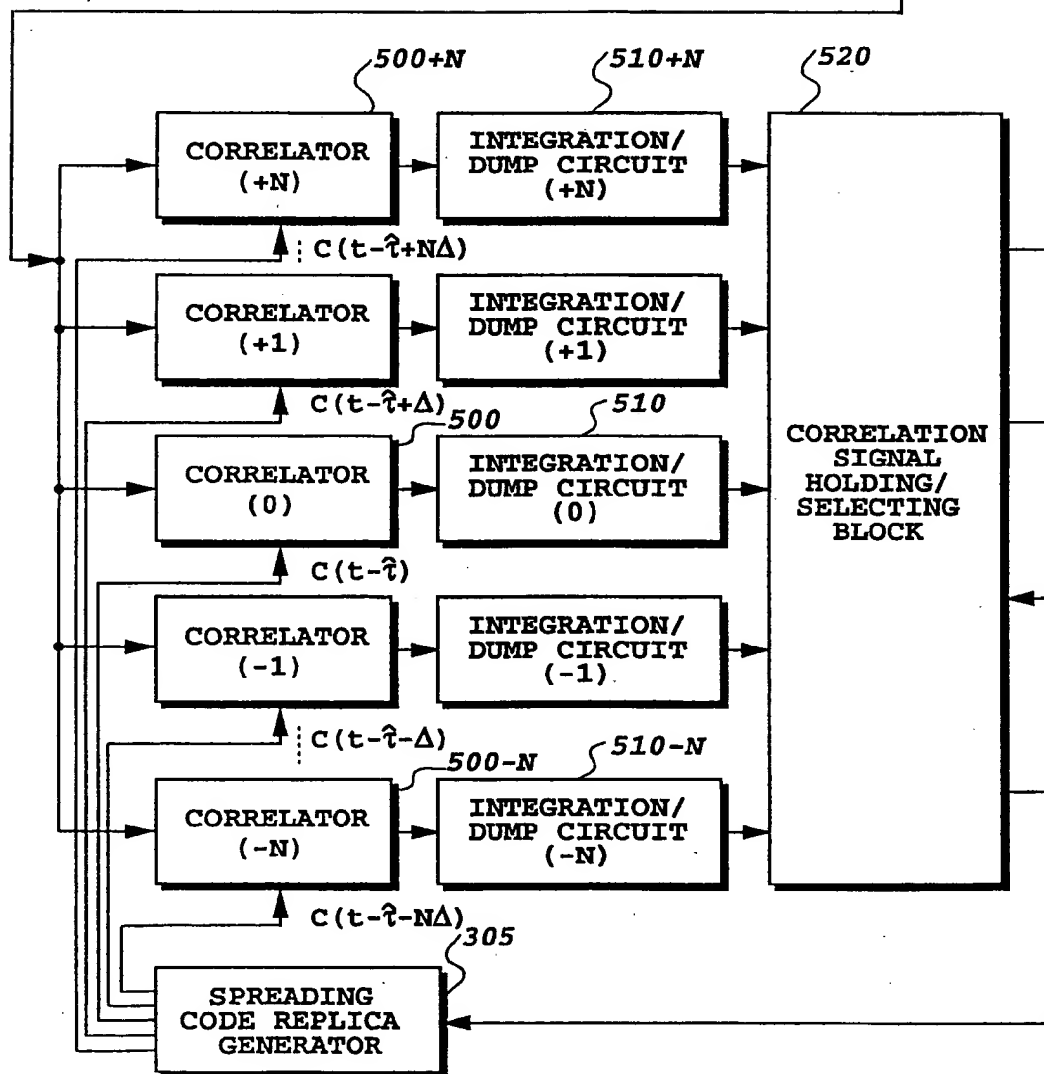 500+N
510+N
520
CORRELATOR
(+N)
INTEGRATION/
DUMP CIRCUIT
(+N)
C(t-τ̂+NΔ)
CORRELATOR
(+1)
INTEGRATION/
DUMP CIRCUIT
(+1)
C(t-τ̂+Δ)
500
510
CORRELATOR
(0)
INTEGRATION/
DUMP CIRCUIT
(0)
CORRELATION
SIGNAL
HOLDING/
SELECTING
BLOCK
C(t-τ̂)
CORRELATOR
(-1)
INTEGRATION/
DUMP CIRCUIT
(-1)
C(t-τ̂-Δ)
500-N
510-N
CORRELATOR
(-N)
INTEGRATION/
DUMP CIRCUIT
(-N)
C(t-τ̂-NΔ)
305
SPREADING
CODE REPLICA
GENERATOR